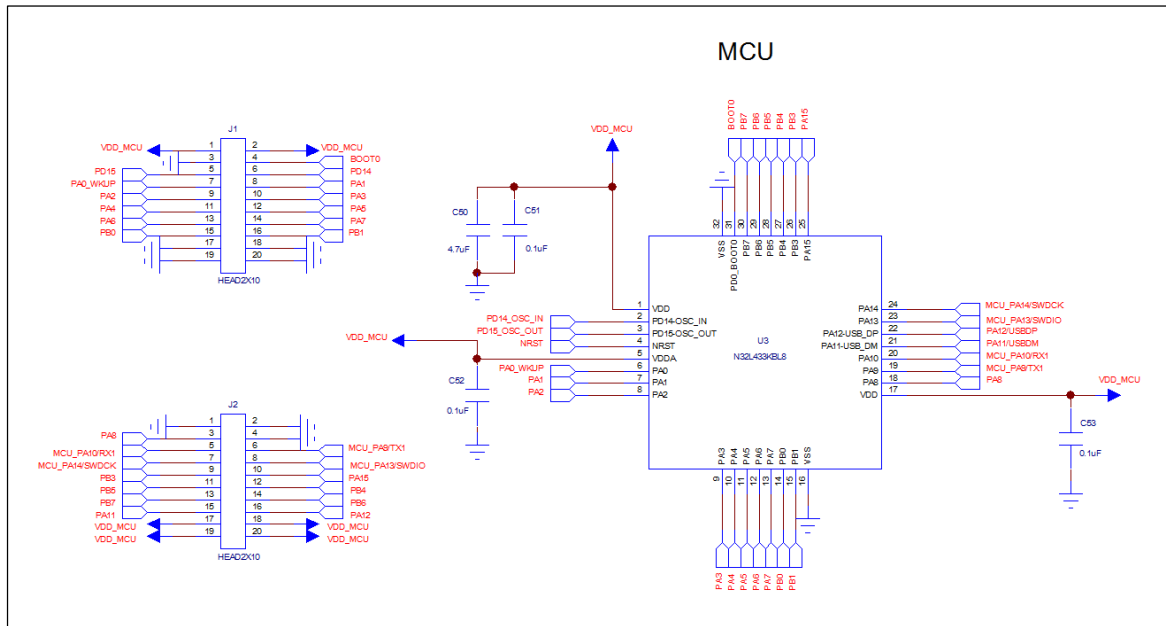 MCU
J1
VDD_MCU 1 2 VDD_MCU
3 4 BOOT0
PD15 5 6 PD14
PA0_WKUP 7 8 PA1
PA2 9 10 PA3
PA4 11 12 PA5
PA6 13 14 PA7
PB0 15 16 PB1
17 18
19 20
HEAD2X10
J2
1 2
PA8 3 4
MCU_PA10/RX1 5 6 MCU_PA9/TX1
MCU_PA14/SWDCK 7 8 MCU_PA13/SWDIO
PB3 9 10 PA15
PB5 11 12 PB4
PB7 13 14 PB6
PA11 15 16 PA12
VDD_MCU 17 18 VDD_MCU
VDD_MCU 19 20 VDD_MCU
HEAD2X10
VDD_MCU
C50
4.7uF
C51
0.1uF
VDD_MCU
C52
0.1uF
BOOT0 PB7 PB6 PB5 PB4 PB3 PA15
32 31 30 29 28 27 26 25
VSS PD0_BOOT0 PB7 PB6 PB5 PB4 PB3 PA15
1 VDD
PD14_OSC_IN 2 PD14-OSC_IN
PD15_OSC_OUT 3 PD15-OSC_OUT
NRST 4 NRST
5 VDDA
PA0_WKUP 6 PA0
PA1 7 PA1
PA2 8 PA2
U3
N32L433KBL8
PA14 24 MCU_PA14/SWDCK
PA13 23 MCU_PA13/SWDIO
PA12-USB_DP 22 PA12/USBDP
PA11-USB_DM 21 PA11/USBDM
PA10 20 MCU_PA10/RX1
PA9 19 MCU_PA9/TX1
PA8 18 PA8
VDD 17
VDD_MCU
C53
0.1uF
PA3 PA4 PA5 PA6 PA7 PB0 PB1 VSS
9 10 11 12 13 14 15 16
PA3 PA4 PA5 PA6 PA7 PB0 PB1